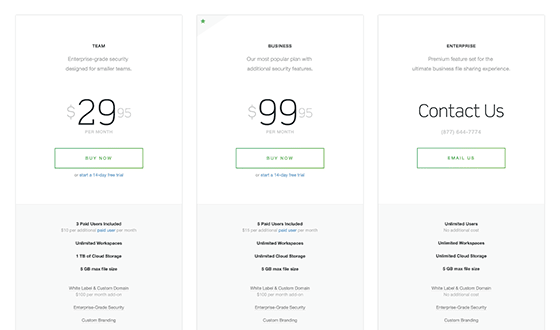 TEAM
Enterprise-grade security
designed for smaller teams.
$29.95
PER MONTH
BUY NOW
or start a 14-day free trial
3 Paid Users Included
$10 per additional paid user per month
Unlimited Workspaces
1 TB of Cloud Storage
5 GB max file size
White Label & Custom Domain
$100 per month add-on
Enterprise-Grade Security
Custom Branding
BUSINESS
Our most popular plan with
additional security features.
$99.95
PER MONTH
BUY NOW
or start a 14-day free trial
5 Paid Users Included
$15 per additional paid user per month
Unlimited Workspaces
Unlimited Cloud Storage
5 GB max file size
White Label & Custom Domain
$100 per month add-on
Enterprise-Grade Security
Custom Branding
ENTERPRISE
Premium feature set for the
ultimate business file sharing experience.
Contact Us
(877) 644-7774
EMAIL US
Unlimited Users
No additional cost
Unlimited Workspaces
Unlimited Cloud Storage
5 GB max file size
White Label & Custom Domain
No additional cost
Enterprise-Grade Security
Custom Branding